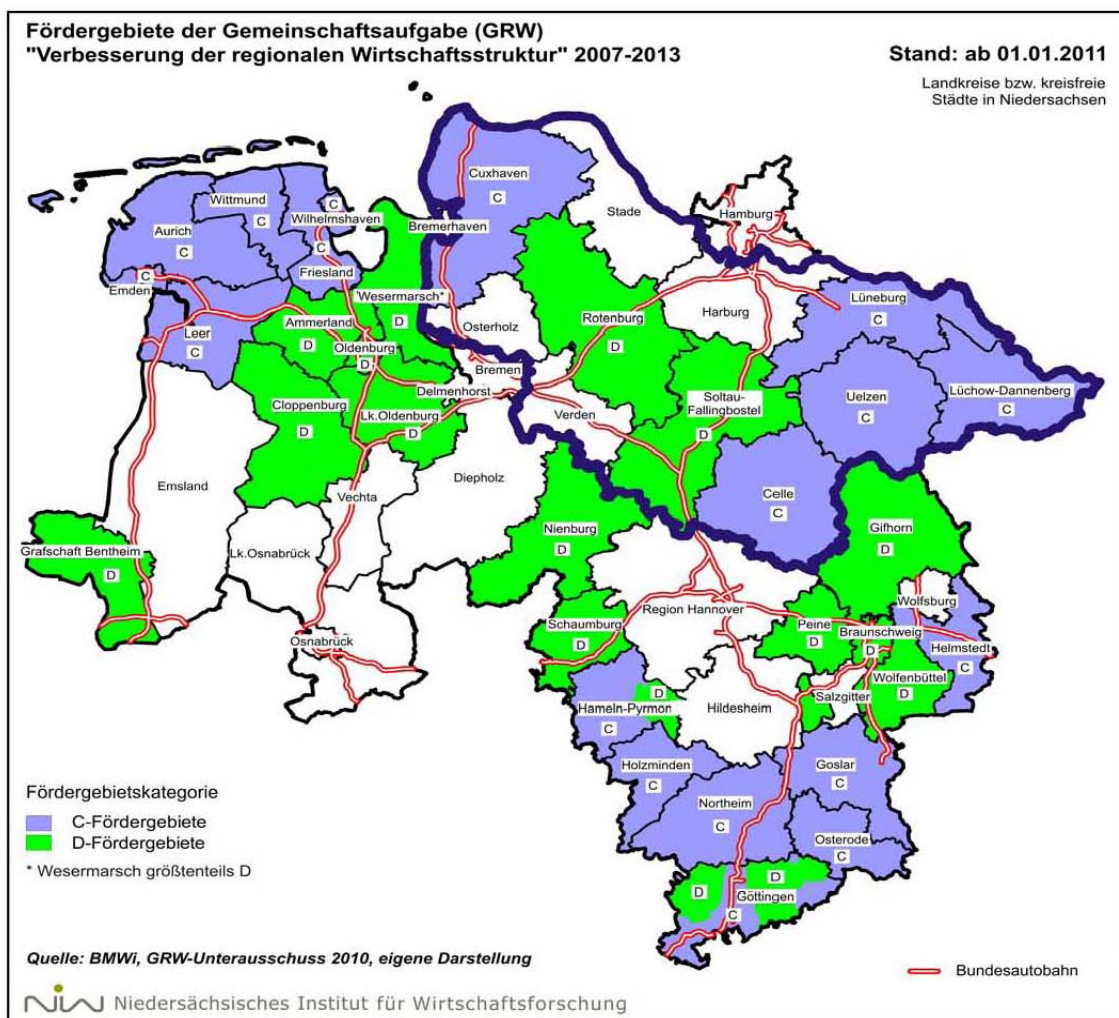 Fördergebiete der Gemeinschaftsaufgabe (GRW)
"Verbesserung der regionalen Wirtschaftsstruktur" 2007-2013
Stand: ab 01.01.2011
Landkreise bzw. kreisfreie
Städte in Niedersachsen
Cuxhaven
C
Wittmund
C
Wilhelmshaven
C
C
Stade
Hamburg
Aurich
C
Bremerhaven
Friesland
Emden
C
Lüneburg
C
'Wesermarsch*
D
Osterholz
Rotenburg
D
Harburg
Leer
C
Ammerland
D
Oldenburg
D
Bremen
Delmenhorst
Cloppenburg
D
Lk.Oldenburg
D
Verden
Soltau-
Fallingbostel
D
Uelzen
C
Lüchow-Dannenberg
C
Emsland
Vechta
Diepholz
Celle
C
Nienburg
D
Gifhorn
D
Grafschaft Bentheim
D
Lk.Osnabrück
Wolfsburg
Region Hannover
Schaumburg
D
Peine
D
Braunschweig
D
Helmstedt
C
Osnabrück
Wolfenbüttel
D
Salzgitter
D
Hameln-Pyrmon
C
Hildesheim
Holzminden
C
Goslar
C
Northeim
C
Osterode
C
D
D
Göttingen
C
Fördergebietskategorie
C-Fördergebiete
D-Fördergebiete
* Wesermarsch größtenteils D
Quelle: BMWi, GRW-Unterausschuss 2010, eigene Darstellung
Bundesautobahn
NIW Niedersächsisches Institut für Wirtschaftsforschung